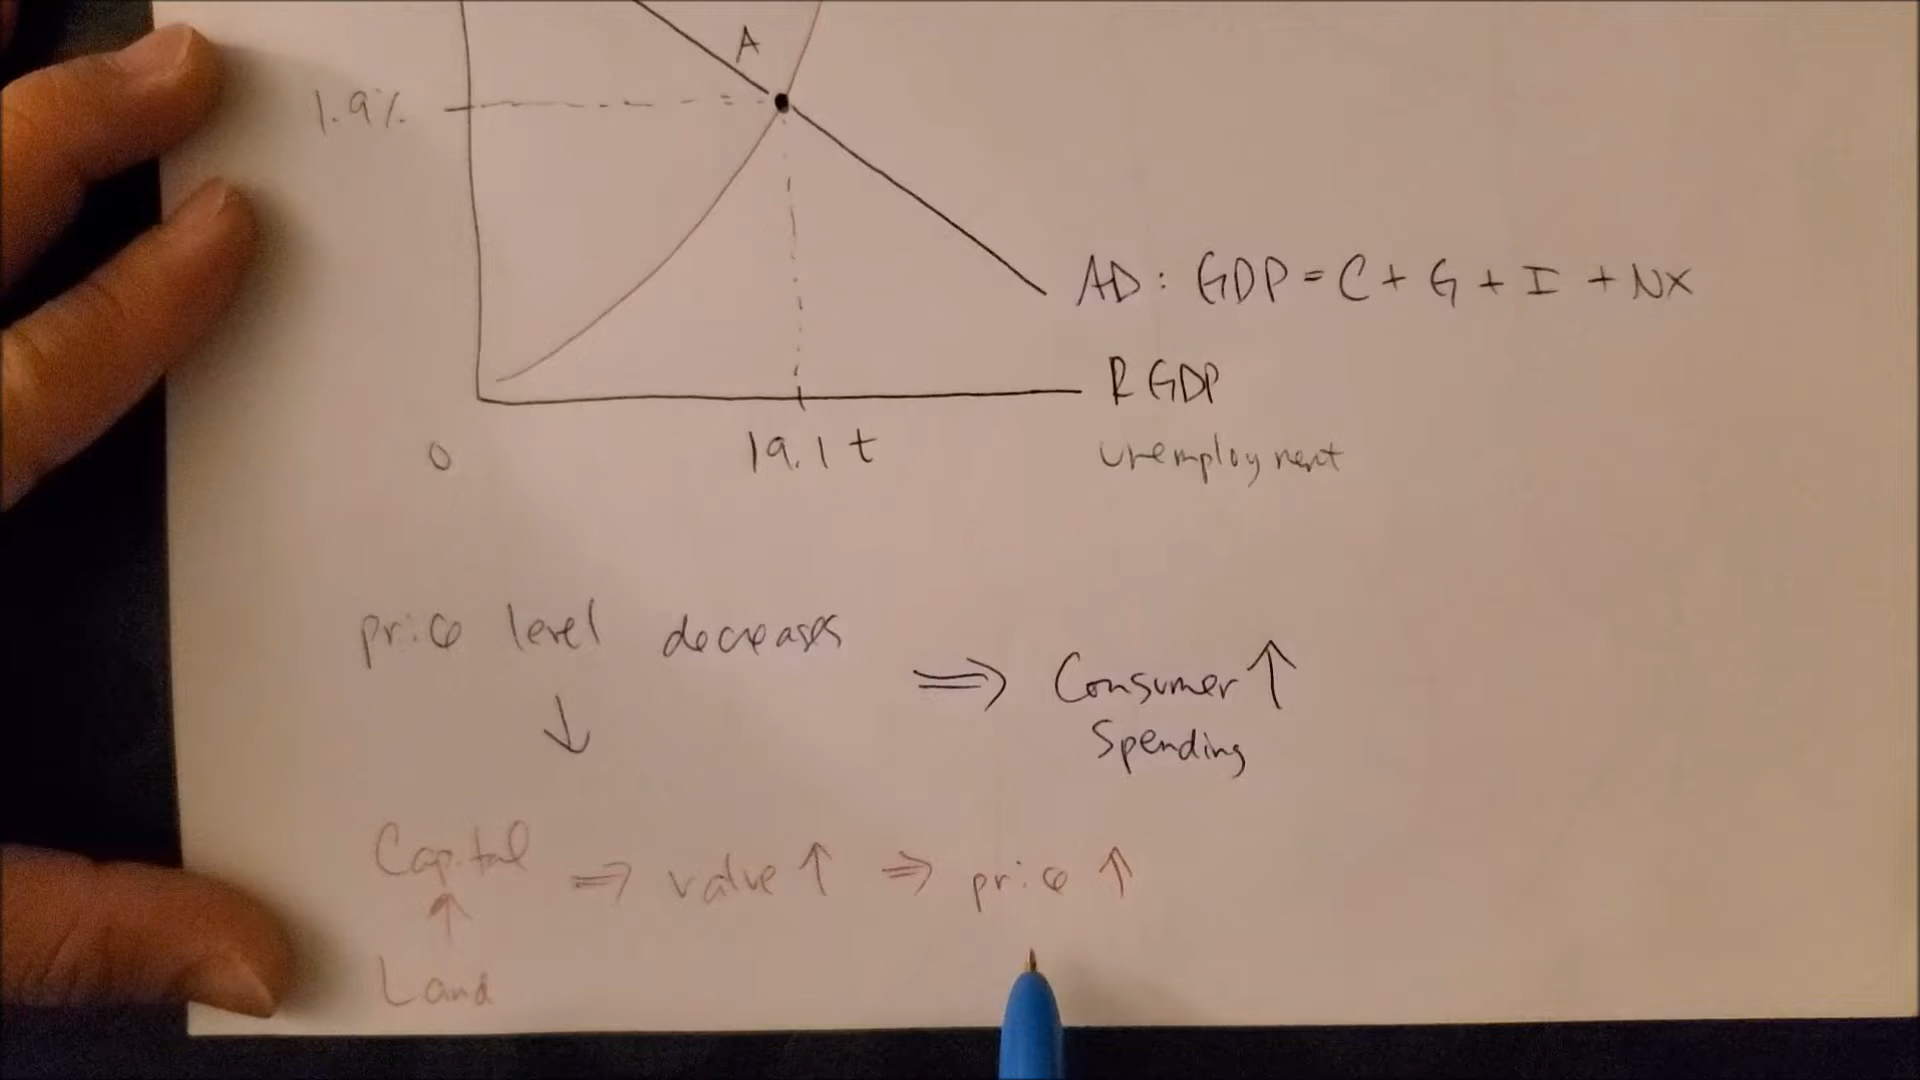 A
1.9%
AD: GDP = C + G + I + NX
R GDP
0
19.1 t
unemployment
price level decreases
⇒ Consumer ↑
Spending
↓
Capital ⇒ value ↑ ⇒ price ↑
↑
Land